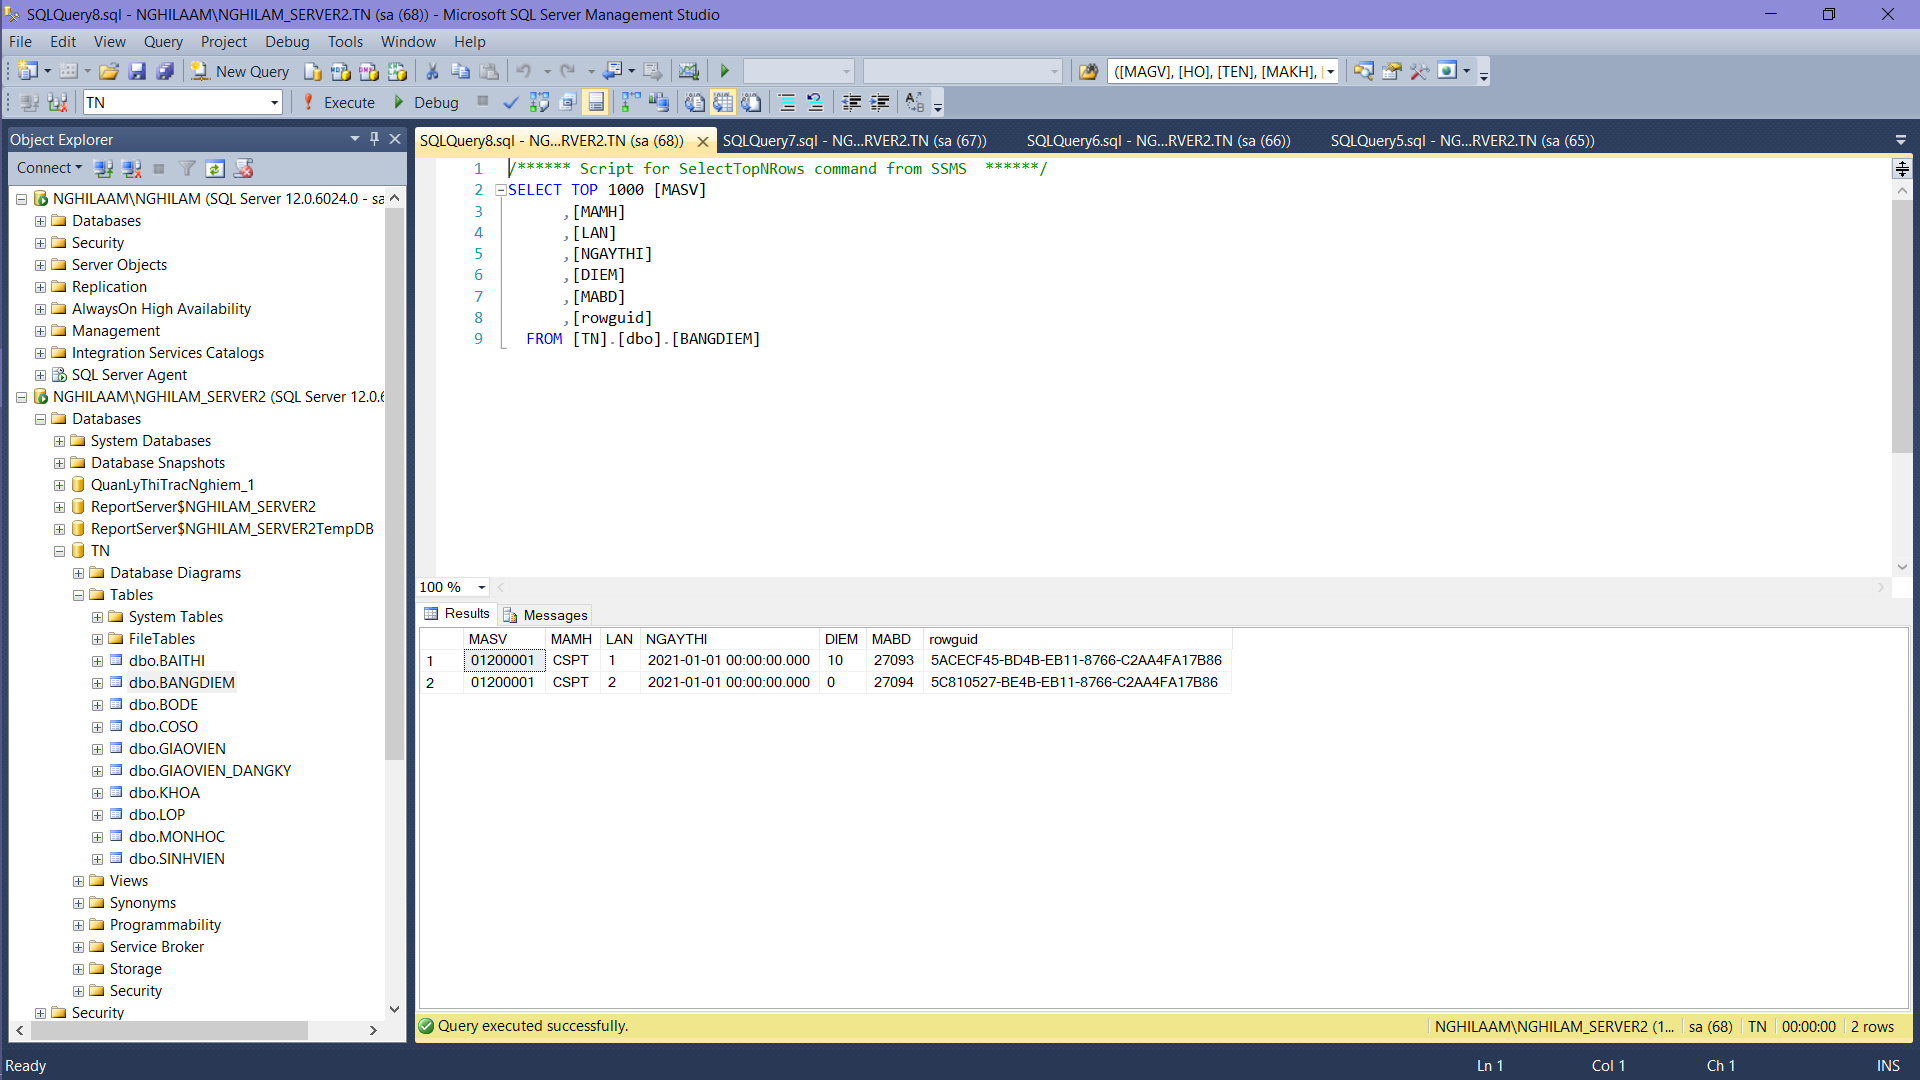 SQLQuery8.sql - NGHILAAM\NGHILAM_SERVER2.TN (sa (68)) - Microsoft SQL Server Management Studio
File Edit View Query Project Debug Tools Window Help
New Query ([MAGV], [HO], [TEN], [MAKH], [
TN Execute Debug
Object Explorer
Connect
NGHILAAM\NGHILAM (SQL Server 12.0.6024.0 - sa
Databases
Security
Server Objects
Replication
AlwaysOn High Availability
Management
Integration Services Catalogs
SQL Server Agent
NGHILAAM\NGHILAM_SERVER2 (SQL Server 12.0.6
Databases
System Databases
Database Snapshots
QuanLyThiTracNghiem_1
ReportServer$NGHILAM_SERVER2
ReportServer$NGHILAM_SERVER2TempDB
TN
Database Diagrams
Tables
System Tables
FileTables
dbo.BAITHI
dbo.BANGDIEM
dbo.BODE
dbo.COSO
dbo.GIAOVIEN
dbo.GIAOVIEN_DANGKY
dbo.KHOA
dbo.LOP
dbo.MONHOC
dbo.SINHVIEN
Views
Synonyms
Programmability
Service Broker
Storage
Security
Security
SQLQuery8.sql - NG...RVER2.TN (sa (68)) SQLQuery7.sql - NG...RVER2.TN (sa (67)) SQLQuery6.sql - NG...RVER2.TN (sa (66)) SQLQuery5.sql - NG...RVER2.TN (sa (65))
1 /****** Script for SelectTopNRows command from SSMS ******/
2 SELECT TOP 1000 [MASV]
3 ,[MAMH]
4 ,[LAN]
5 ,[NGAYTHI]
6 ,[DIEM]
7 ,[MABD]
8 ,[rowguid]
9 FROM [TN].[dbo].[BANGDIEM]
100 %
Results Messages
MASV MAMH LAN NGAYTHI DIEM MABD rowguid
1 01200001 CSPT 1 2021-01-01 00:00:00.000 10 27093 5ACECF45-BD4B-EB11-8766-C2AA4FA17B86
2 01200001 CSPT 2 2021-01-01 00:00:00.000 0 27094 5C810527-BE4B-EB11-8766-C2AA4FA17B86
Query executed successfully. NGHILAAM\NGHILAM_SERVER2 (1... sa (68) TN 00:00:00 2 rows
Ready Ln 1 Col 1 Ch 1 INS